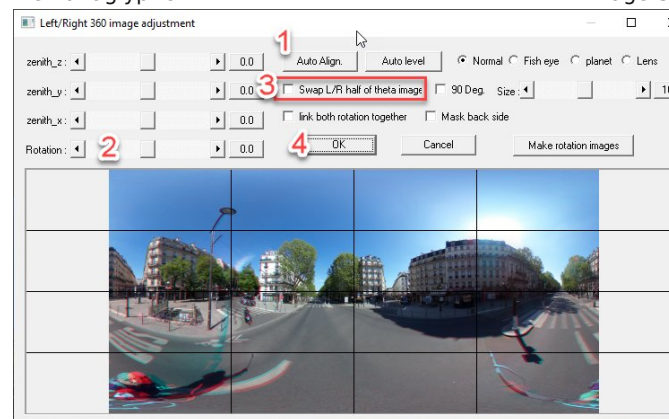 Left/Right 360 image adjustment
1
zenith_z : 0.0 Auto Align. Auto level Normal Fish eye planet Lens
zenith_y : 0.0 3 Swap L/R half of theta image 90 Deg. Size :
zenith_x : 0.0 link both rotation together Mask back side
Rotation : 2 0.0 4 OK Cancel Make rotation images